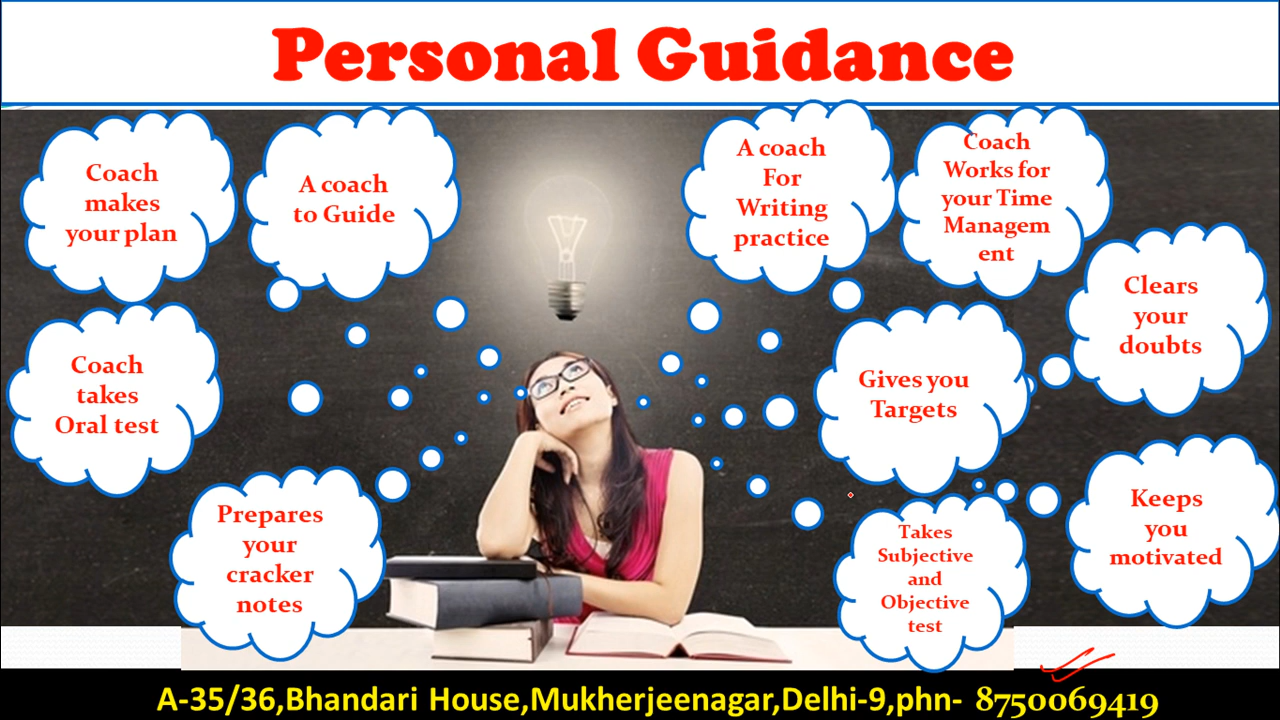 Personal Guidance
Coach
makes
your plan
A coach
to Guide
A coach
For
Writing
practice
Coach
Works for
your Time
Managem
ent
Clears
your
doubts
Coach
takes
Oral test
Gives you
Targets
Prepares
your
cracker
notes
Takes
Subjective
and
Objective
test
Keeps
you
motivated
A-35/36,Bhandari House,Mukherjeenagar,Delhi-9,phn- 8750069419